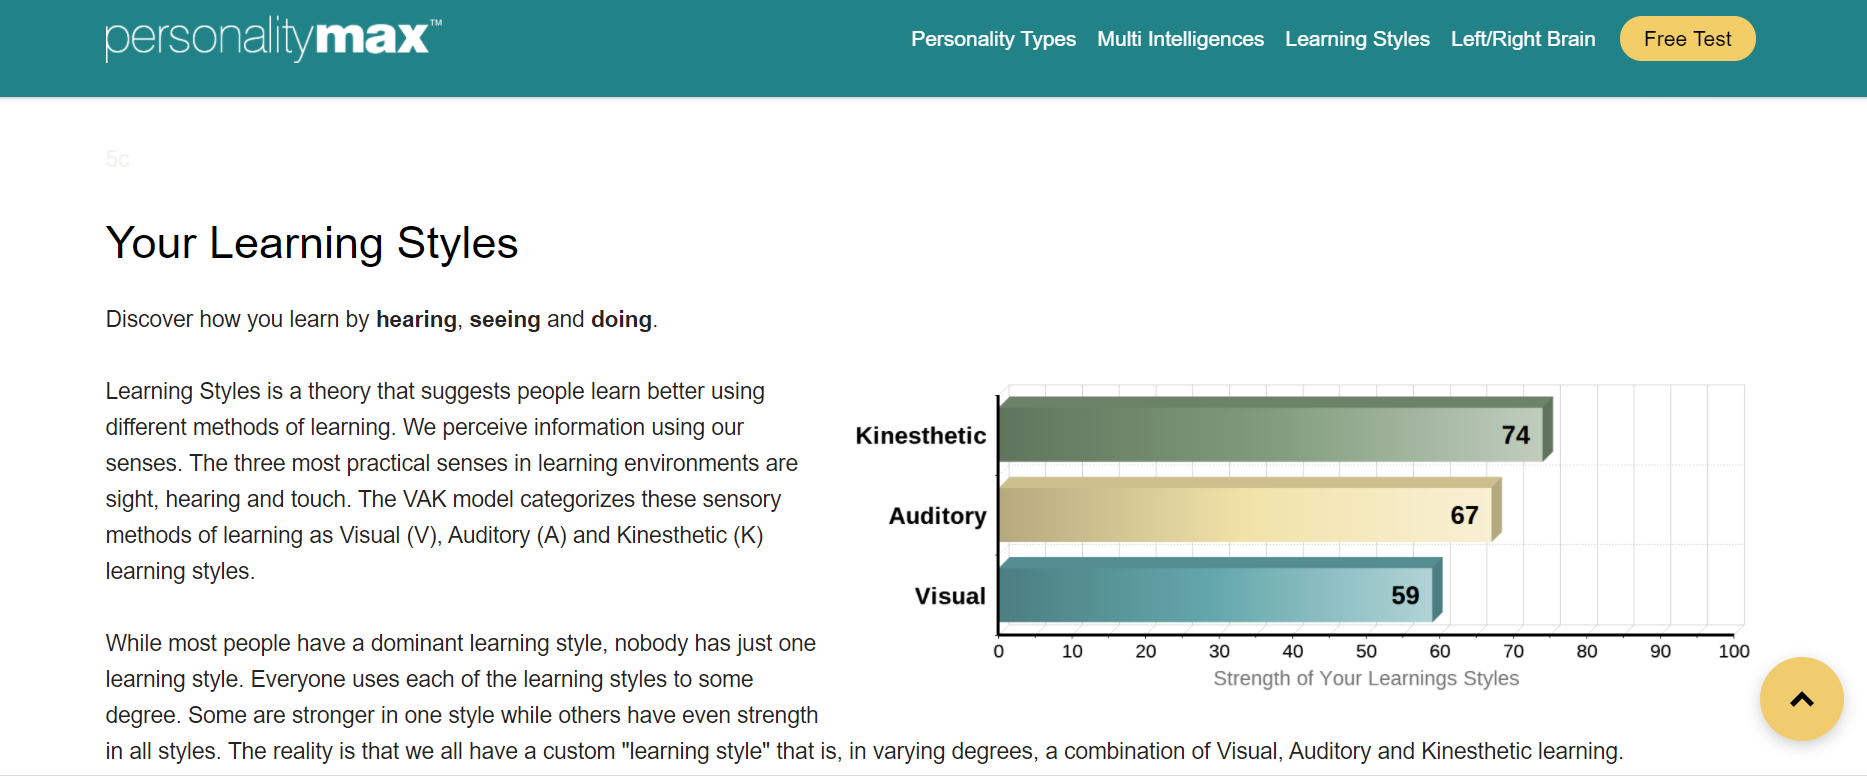 personalitymax™
Personality Types Multi Intelligences Learning Styles Left/Right Brain Free Test
5c
Your Learning Styles
Discover how you learn by hearing, seeing and doing.
Learning Styles is a theory that suggests people learn better using
different methods of learning. We perceive information using our
senses. The three most practical senses in learning environments are
sight, hearing and touch. The VAK model categorizes these sensory
methods of learning as Visual (V), Auditory (A) and Kinesthetic (K)
learning styles.
While most people have a dominant learning style, nobody has just one
learning style. Everyone uses each of the learning styles to some
degree. Some are stronger in one style while others have even strength
in all styles. The reality is that we all have a custom "learning style" that is, in varying degrees, a combination of Visual, Auditory and Kinesthetic learning.
Kinesthetic 74
Auditory 67
Visual 59
0 10 20 30 40 50 60 70 80 90 100
Strength of Your Learnings Styles